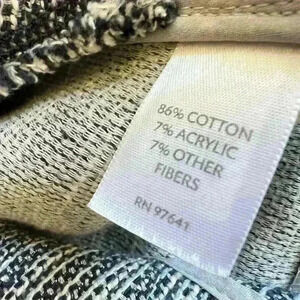 86% COTTON
7% ACRYLIC
7% OTHER
FIBERS
RN 97641